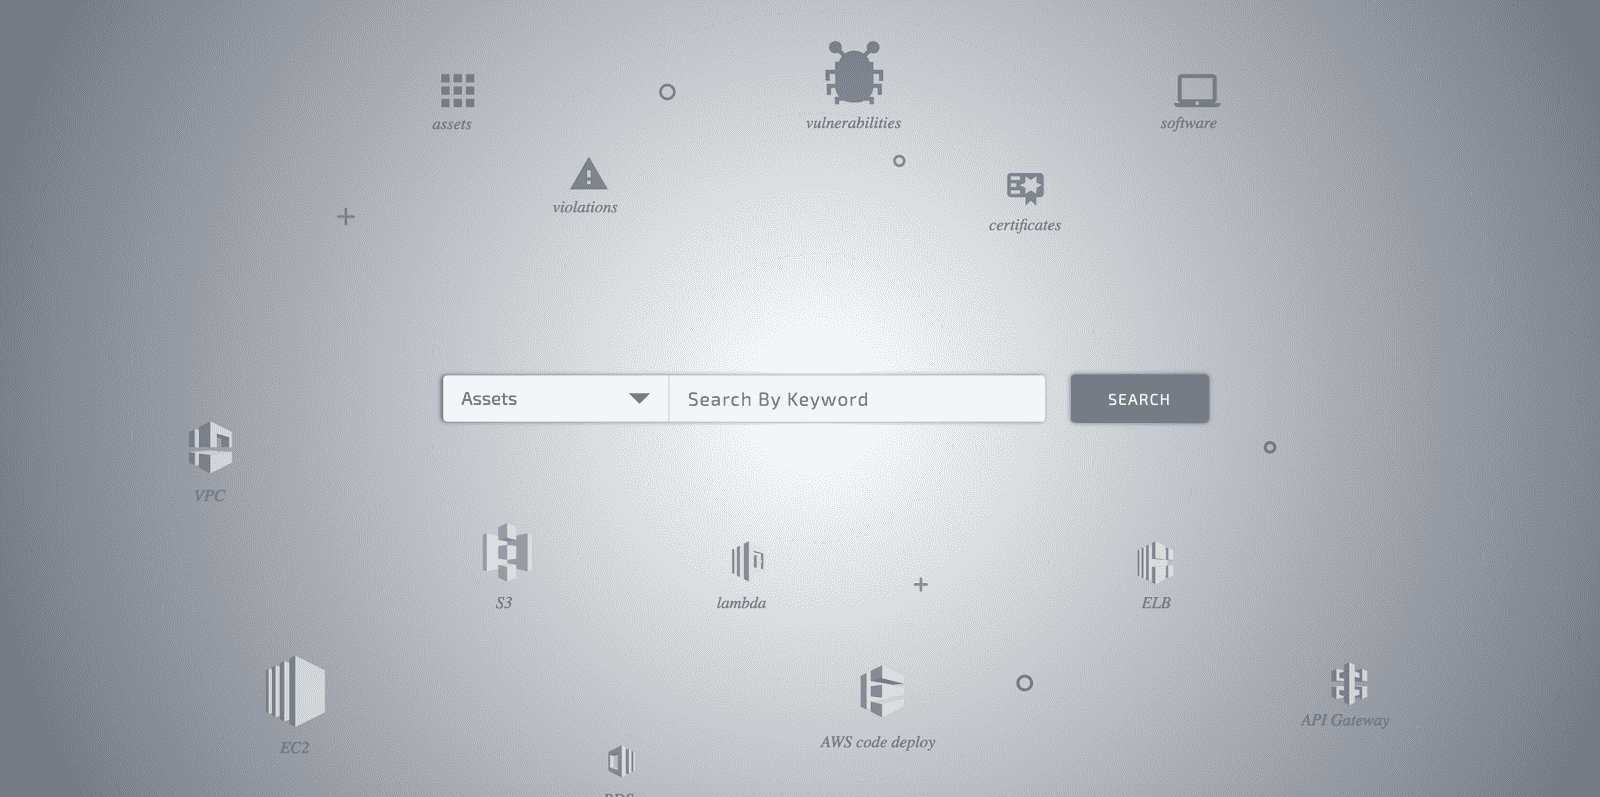 assets
vulnerabilities
software
violations
certificates
Assets
Search By Keyword
SEARCH
VPC
S3
lambda
ELB
EC2
AWS code deploy
API Gateway